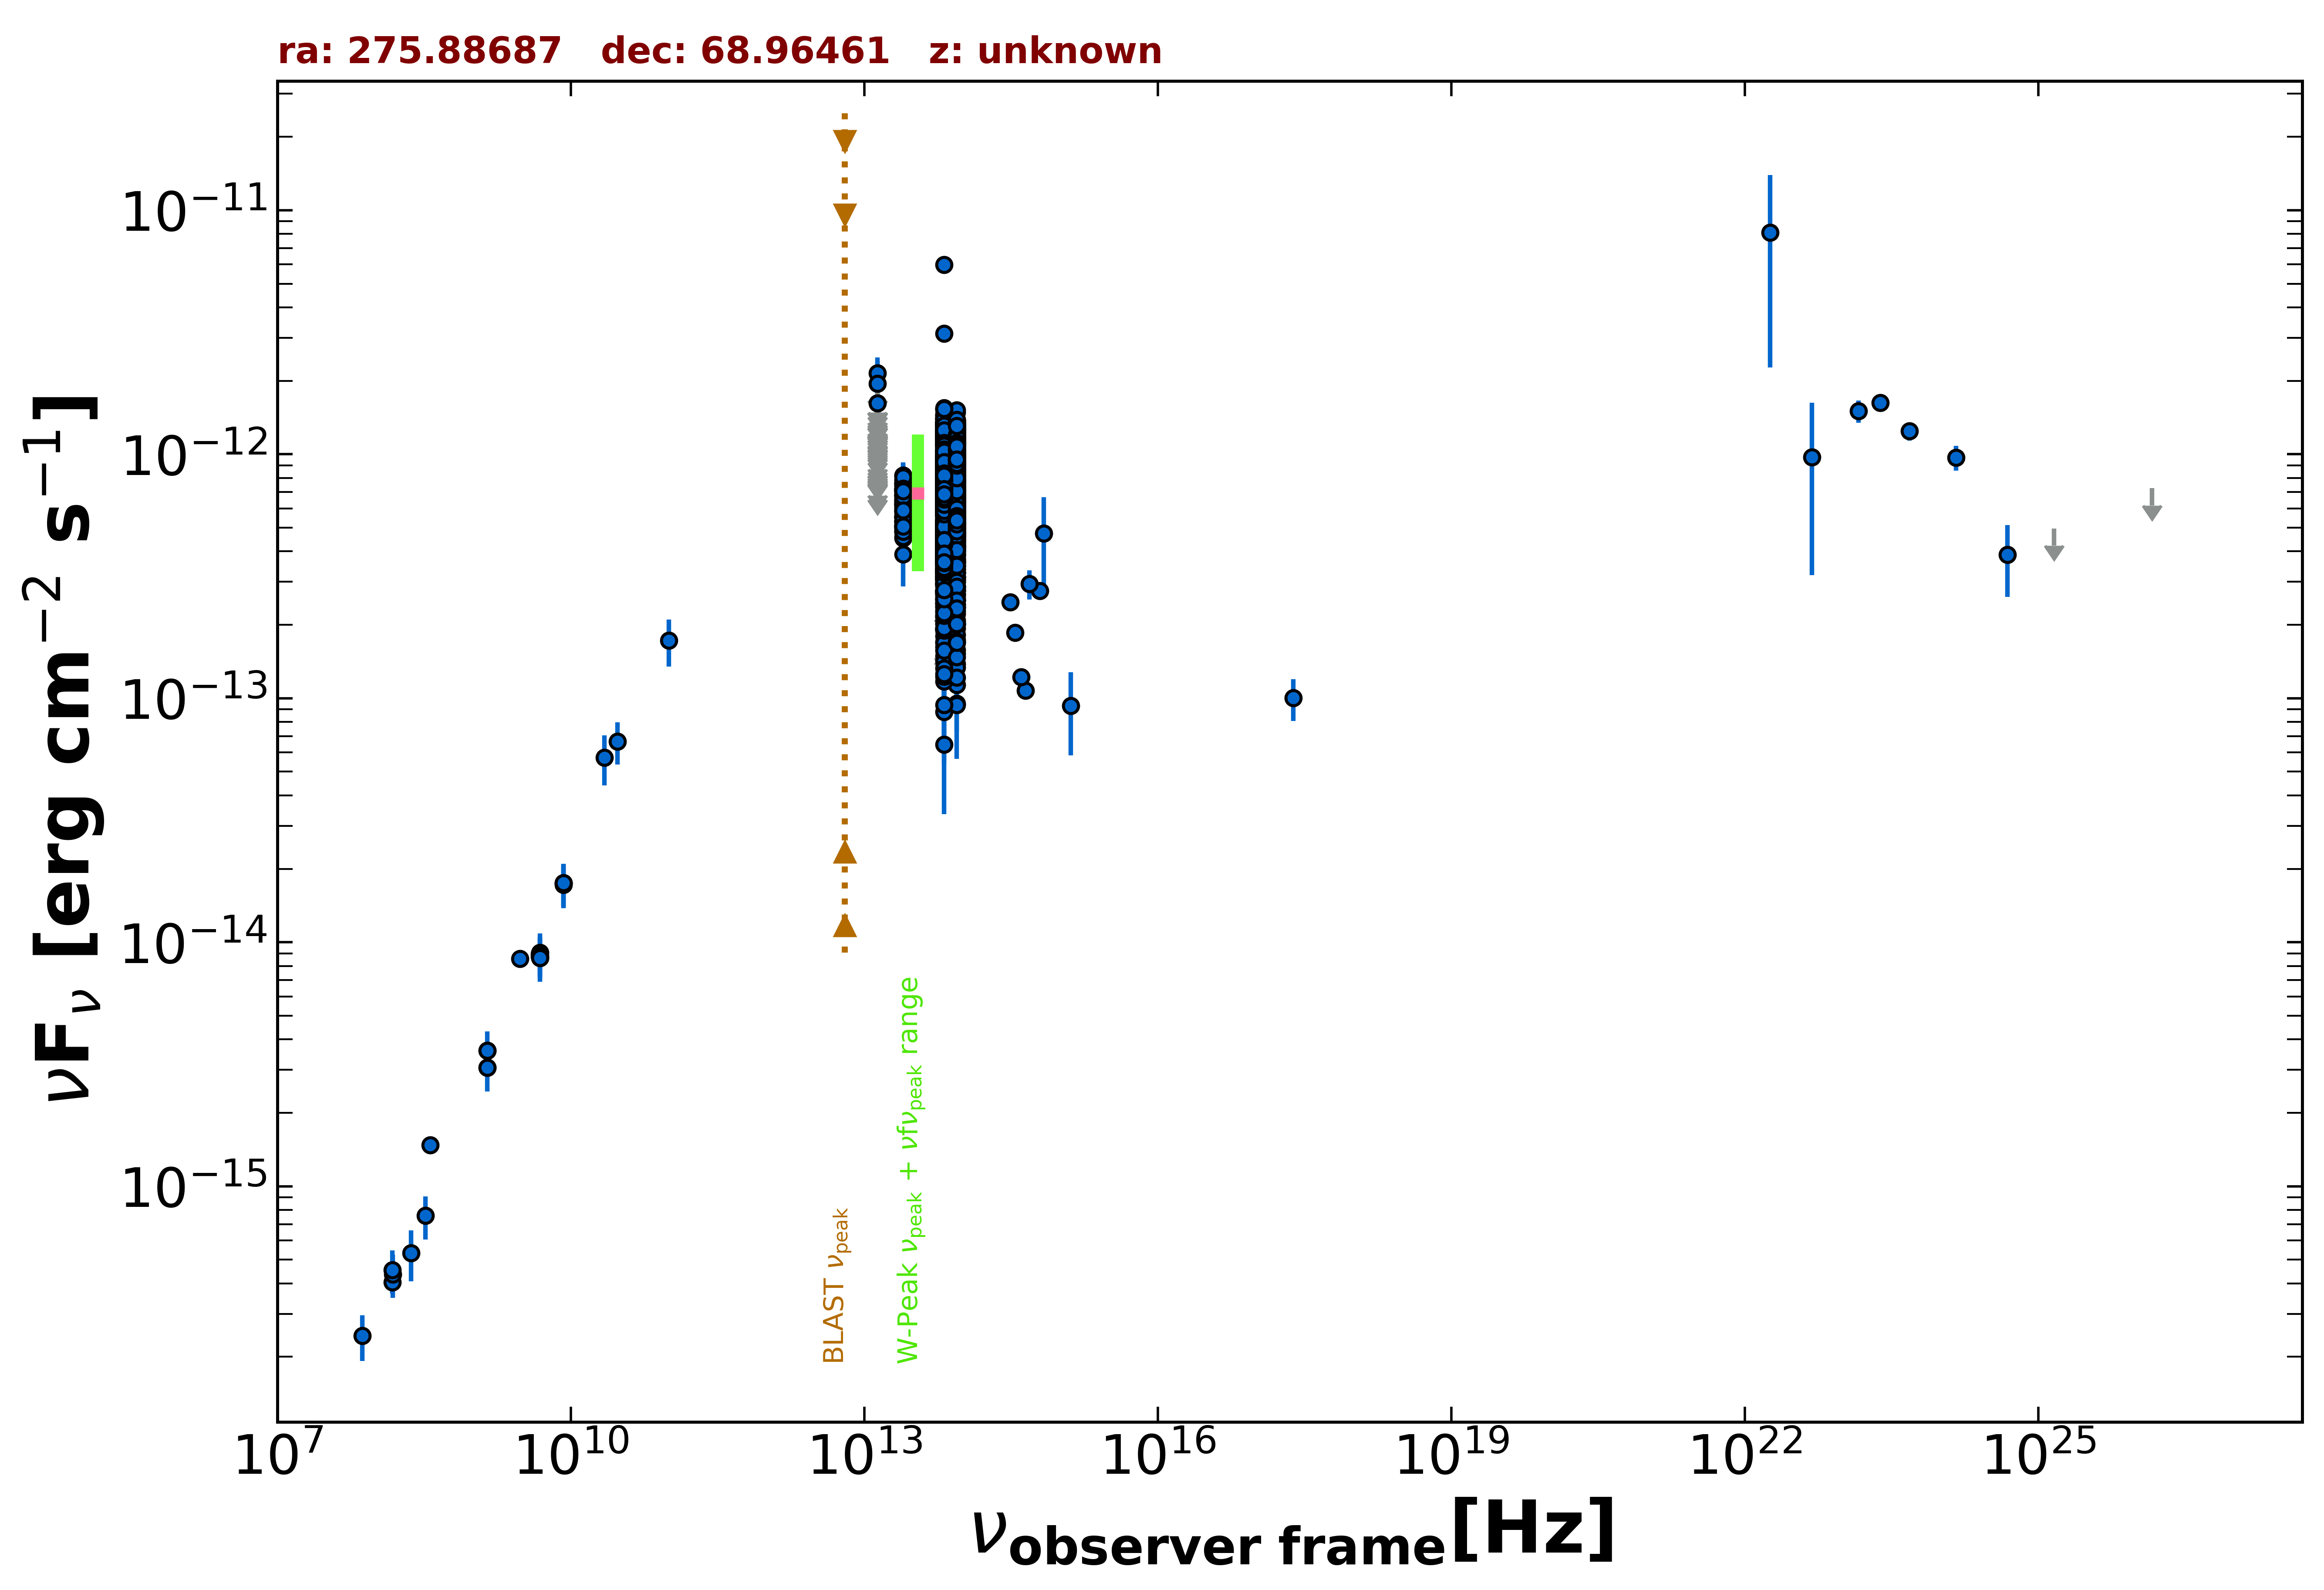 ra: 275.88687   dec: 68.96461   z: unknown
10⁻¹¹
10⁻¹²
10⁻¹³
10⁻¹⁴
10⁻¹⁵
νFν [erg cm⁻² s⁻¹]
BLAST νpeak
W-Peak νpeak + νfνpeak range
10⁷ 10¹⁰ 10¹³ 10¹⁶ 10¹⁹ 10²² 10²⁵
νobserver frame[Hz]